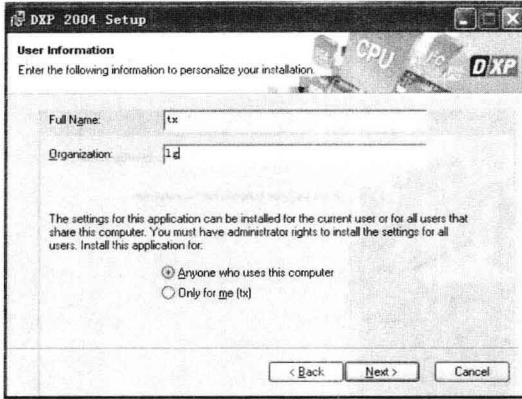 DXP 2004 Setup
User Information
Enter the following information to personalize your installation.
CPU
DXP
Full Name:
tx
Organization:
The settings for this application can be installed for the current user or for all users that
share this computer. You must have administrator rights to install the settings for all
users. Install this application for:
Anyone who uses this computer
Only for me (tx)
< Back
Next >
Cancel